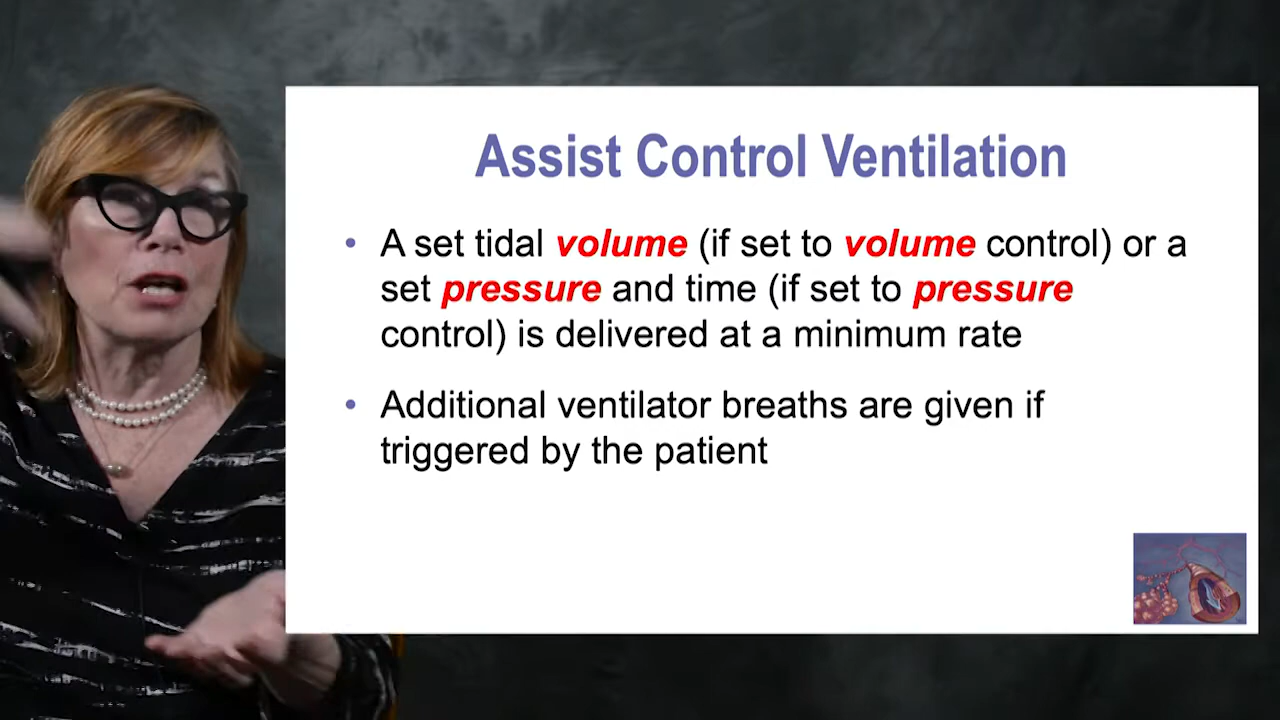 Assist Control Ventilation
• A set tidal volume (if set to volume control) or a
set pressure and time (if set to pressure
control) is delivered at a minimum rate
• Additional ventilator breaths are given if
triggered by the patient